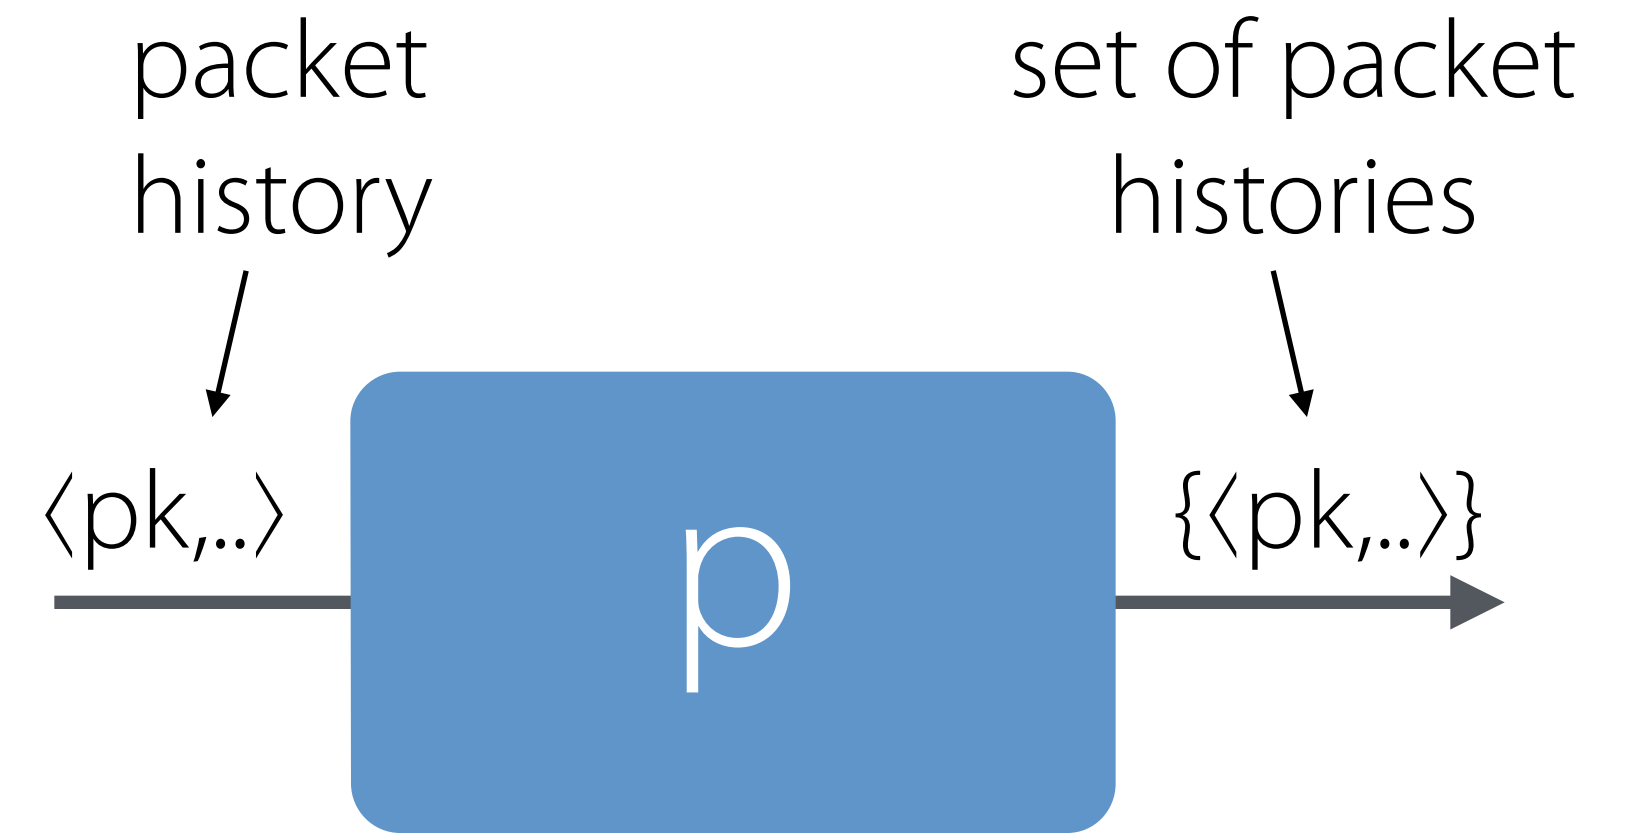 packet
history
set of packet
histories
⟨pk,..⟩
p
{⟨pk,..⟩}